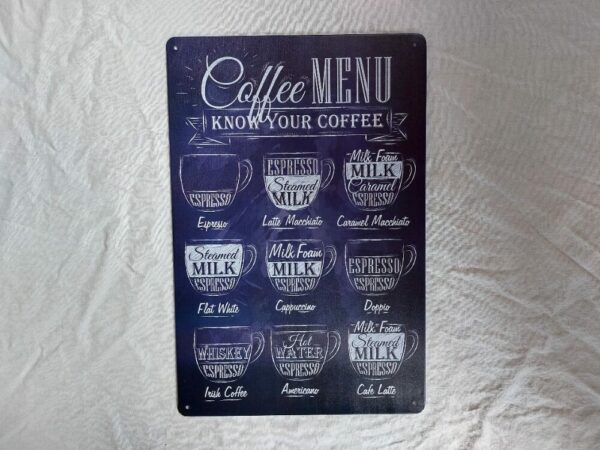 Coffee MENU
KNOW YOUR COFFEE
ESPRESSO
Espresso
ESPRESSO
Steamed
MILK
Latte Macchiato
Milk Foam
MILK
Caramel
ESPRESSO
Caramel Macchiato
Steamed
MILK
ESPRESSO
Flat White
Milk Foam
MILK
ESPRESSO
Cappuccino
ESPRESSO
ESPRESSO
Doppio
WHISKEY
ESPRESSO
Irish Coffee
Hot
WATER
ESPRESSO
Americano
Milk Foam
Steamed
MILK
ESPRESSO
Cafe Latte